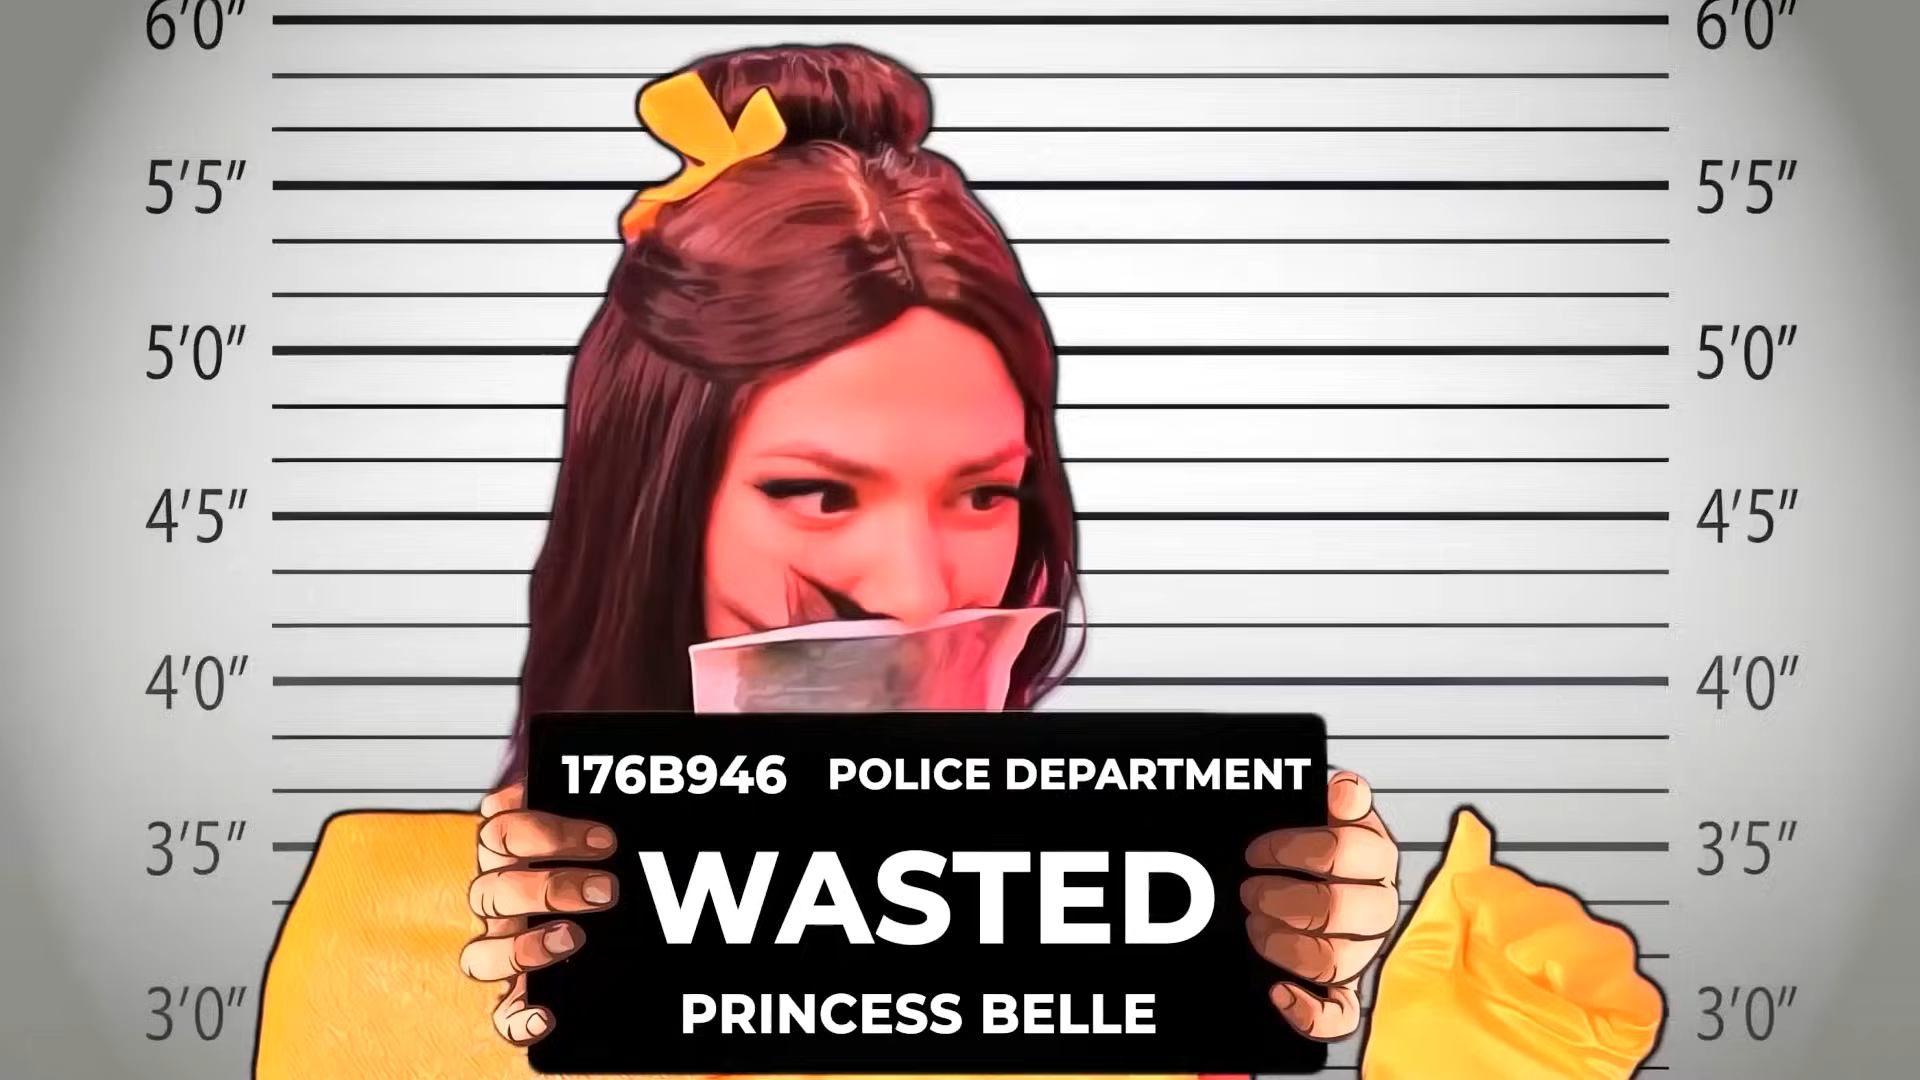 6'0" 6'0"
5'5" 5'5"
5'0" 5'0"
4'5" 4'5"
4'0" 4'0"
176B946 POLICE DEPARTMENT
3'5" 3'5"
WASTED
3'0" 3'0"
PRINCESS BELLE